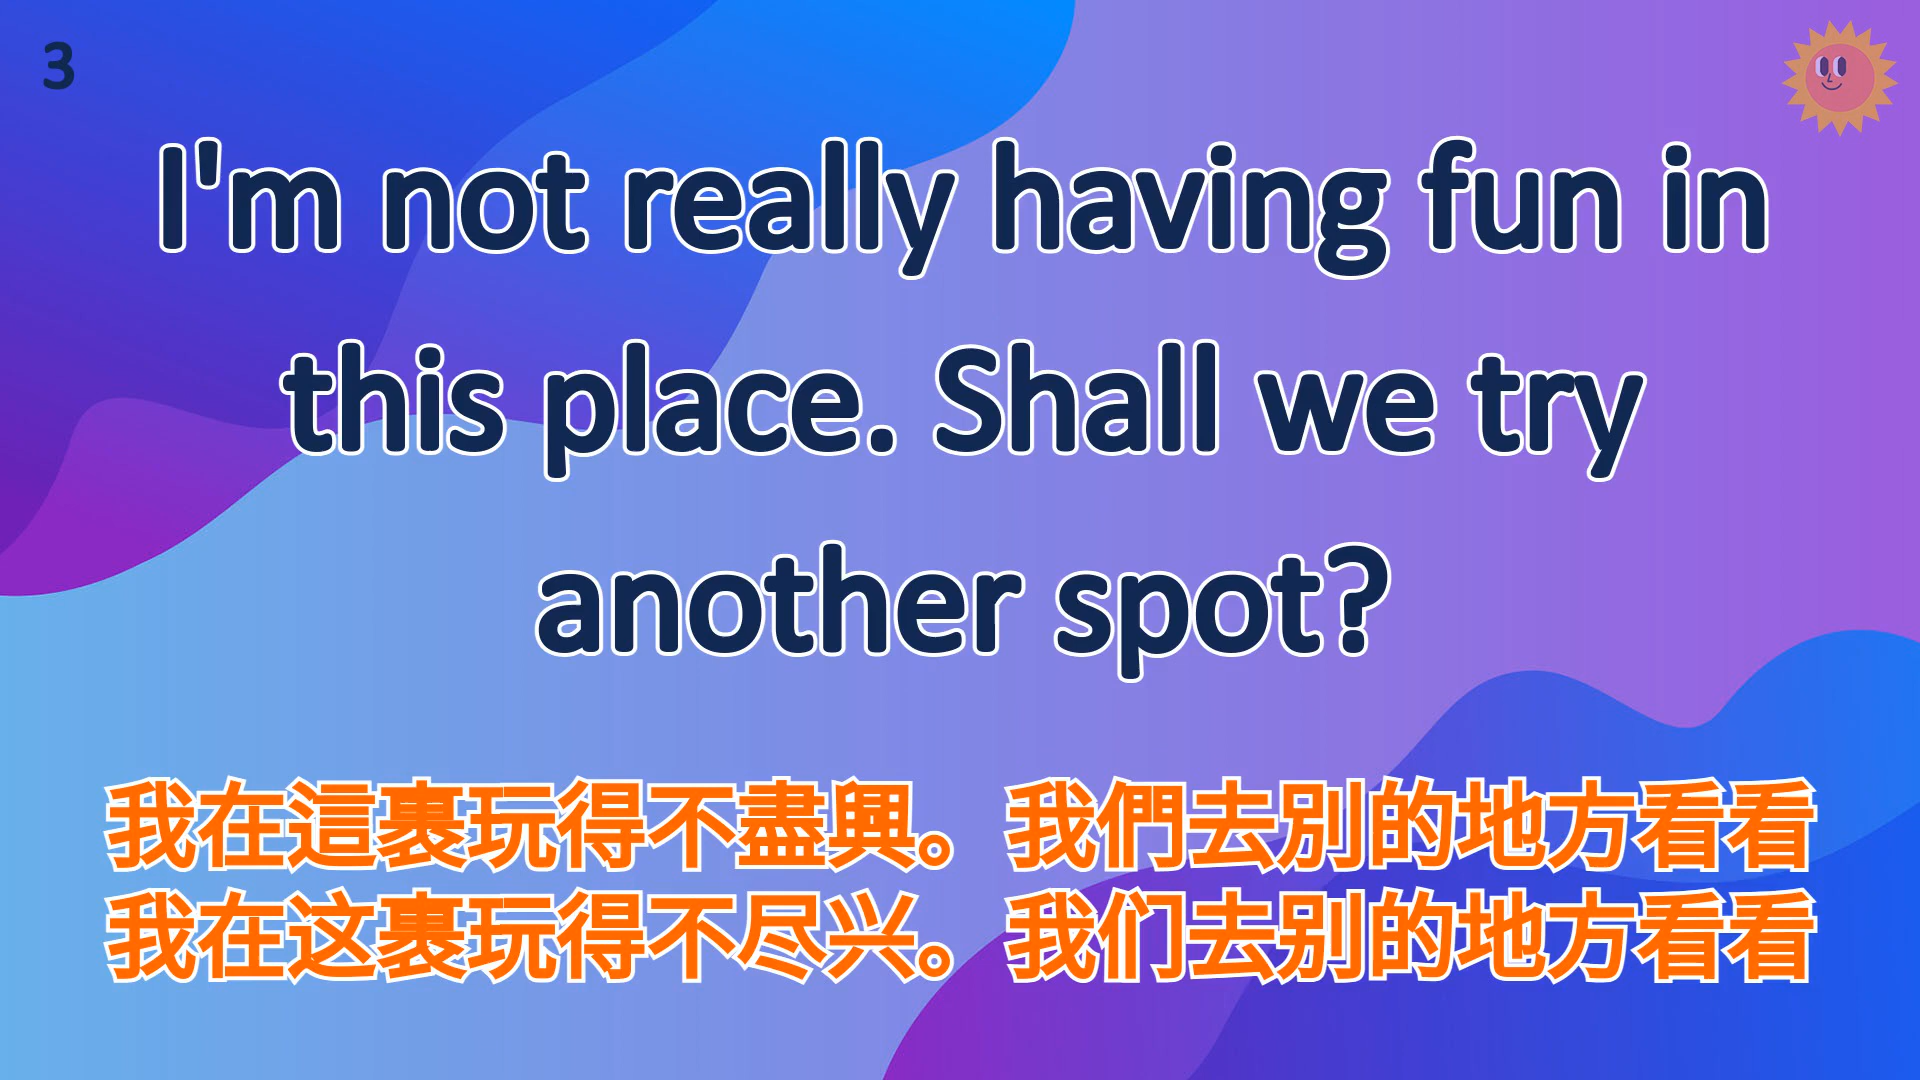 3
I'm not really having fun in
this place. Shall we try
another spot?
我在這裹玩得不盡興。我們去別的地方看看
我在这裹玩得不尽兴。我们去别的地方看看